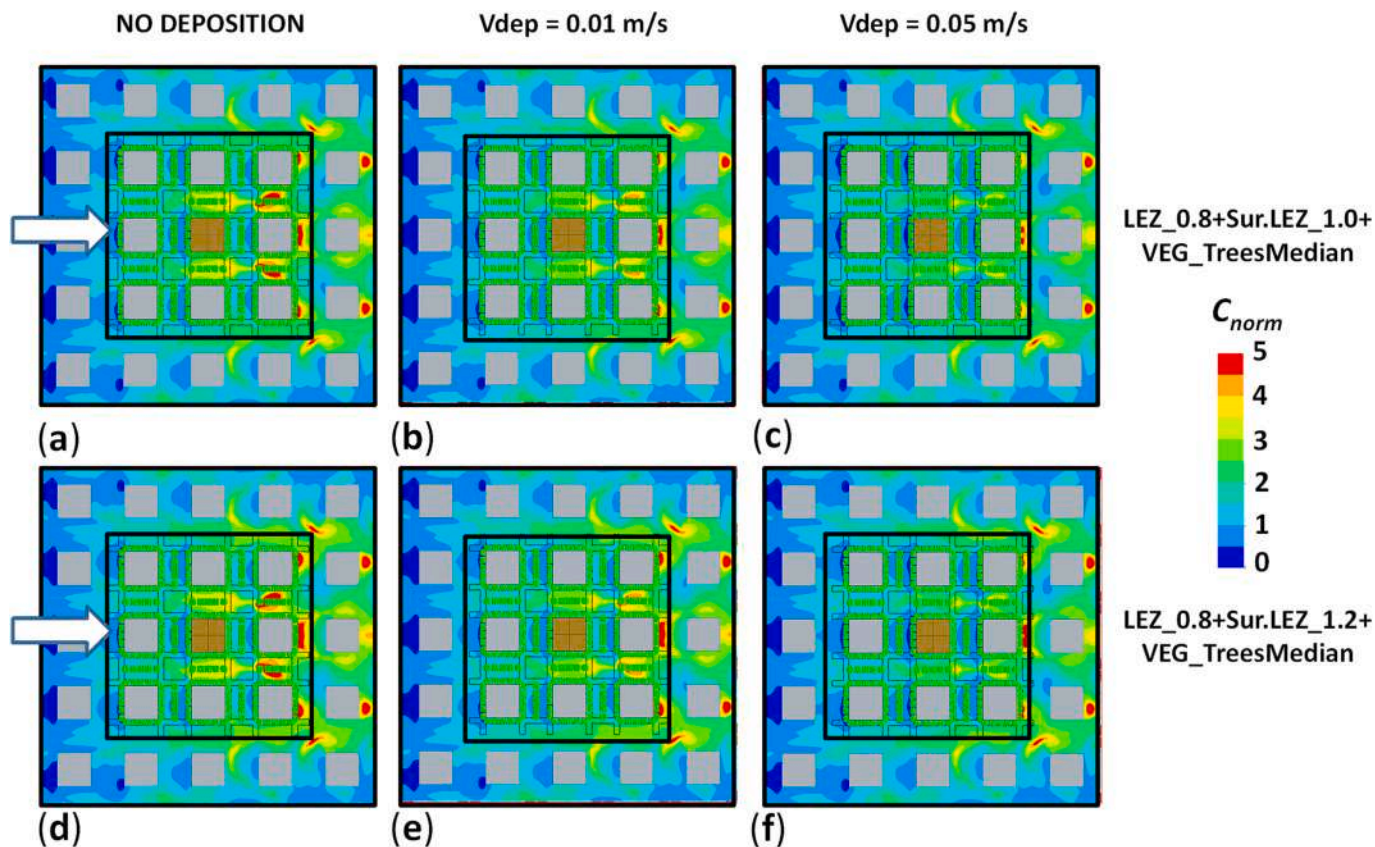 NO DEPOSITION
Vdep = 0.01 m/s
Vdep = 0.05 m/s
LEZ_0.8+Sur.LEZ_1.0+
VEG_TreesMedian
(a)
(b)
(c)
Cnorm
5
4
3
2
1
0
LEZ_0.8+Sur.LEZ_1.2+
VEG_TreesMedian
(d)
(e)
(f)